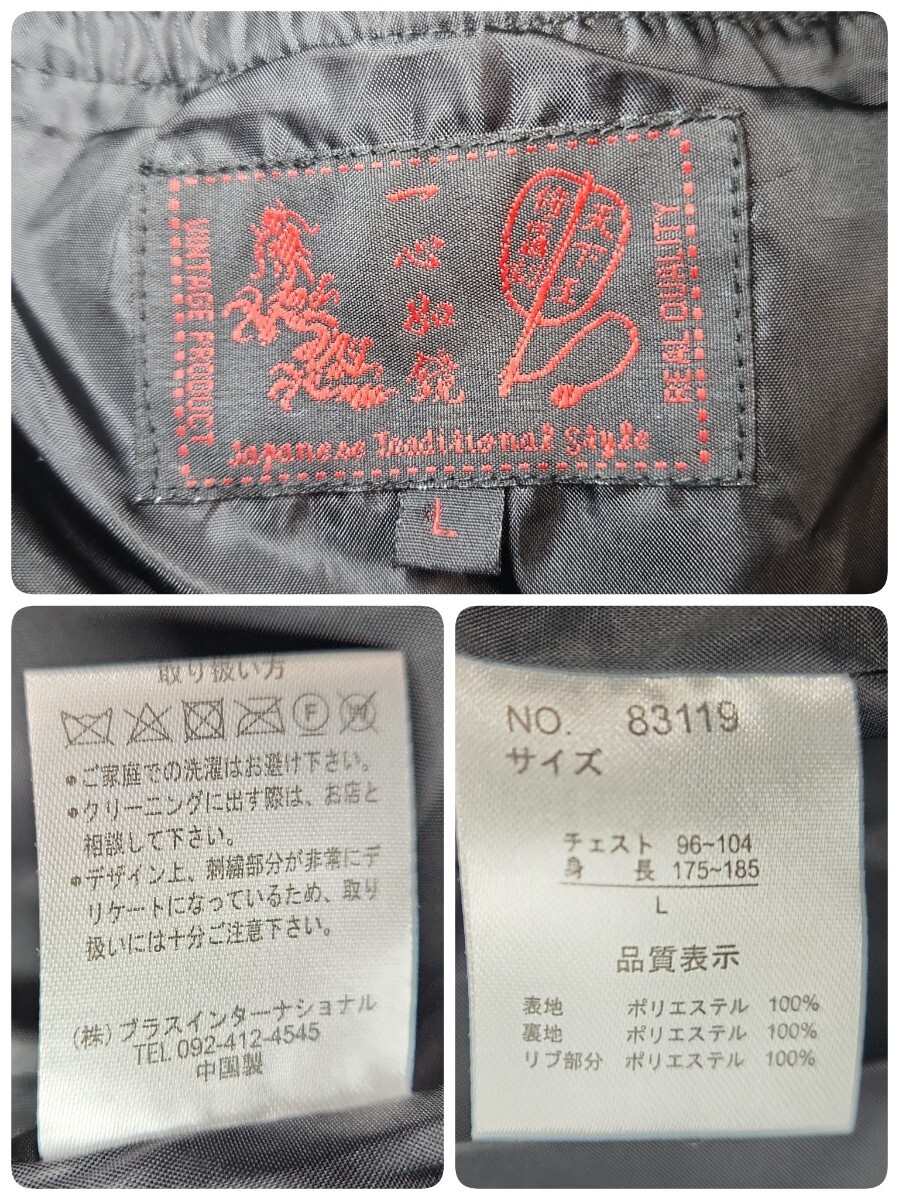 VINTAGE PRODUCT
一心如鏡
天下王
REAL QUALITY
Japanese Traditional Style
L
取り扱い方
F
W
●ご家庭での洗濯はお避け下さい。
●クリーニングに出す際は、お店と
相談して下さい。
●デザイン上、刺繍部分が非常にデ
リケートになっているため、取り
扱いには十分ご注意下さい。
(株)プラスインターナショナル
TEL 092-412-4545
中国製
NO. 83119
サイズ
チェスト 96~104
身長 175~185
L
品質表示
表地 ポリエステル 100%
裏地 ポリエステル 100%
リブ部分 ポリエステル 100%